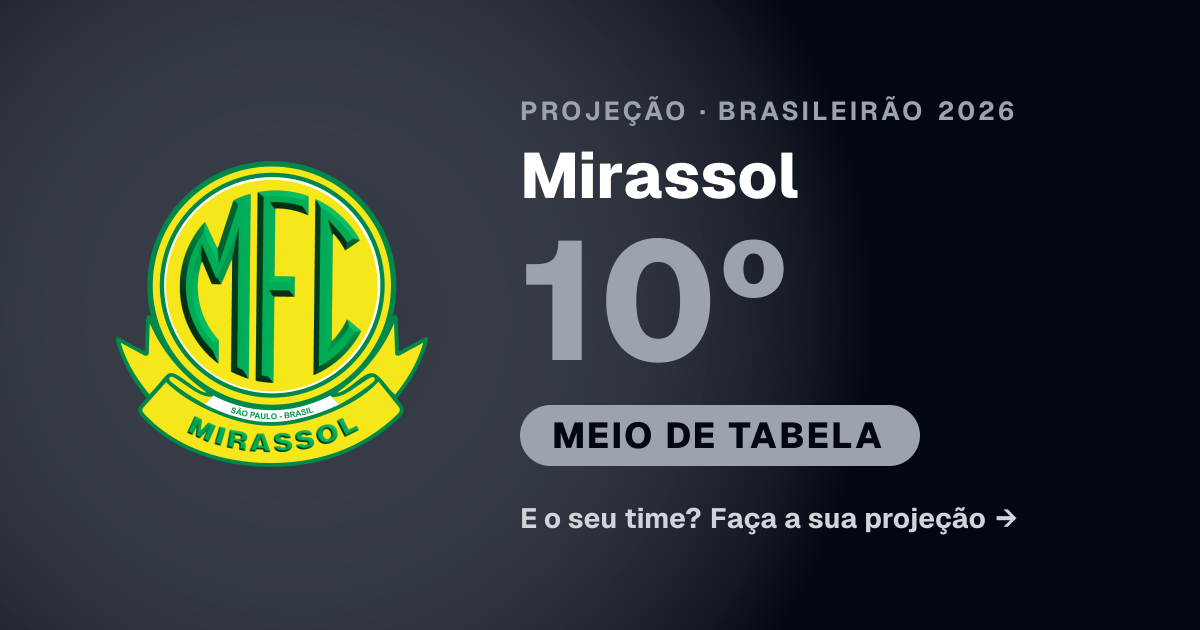 MFC
SÃO PAULO - BRASIL
MIRASSOL
PROJEÇÃO · BRASILEIRÃO 2026
Mirassol
10º
MEIO DE TABELA
E o seu time? Faça a sua projeção →